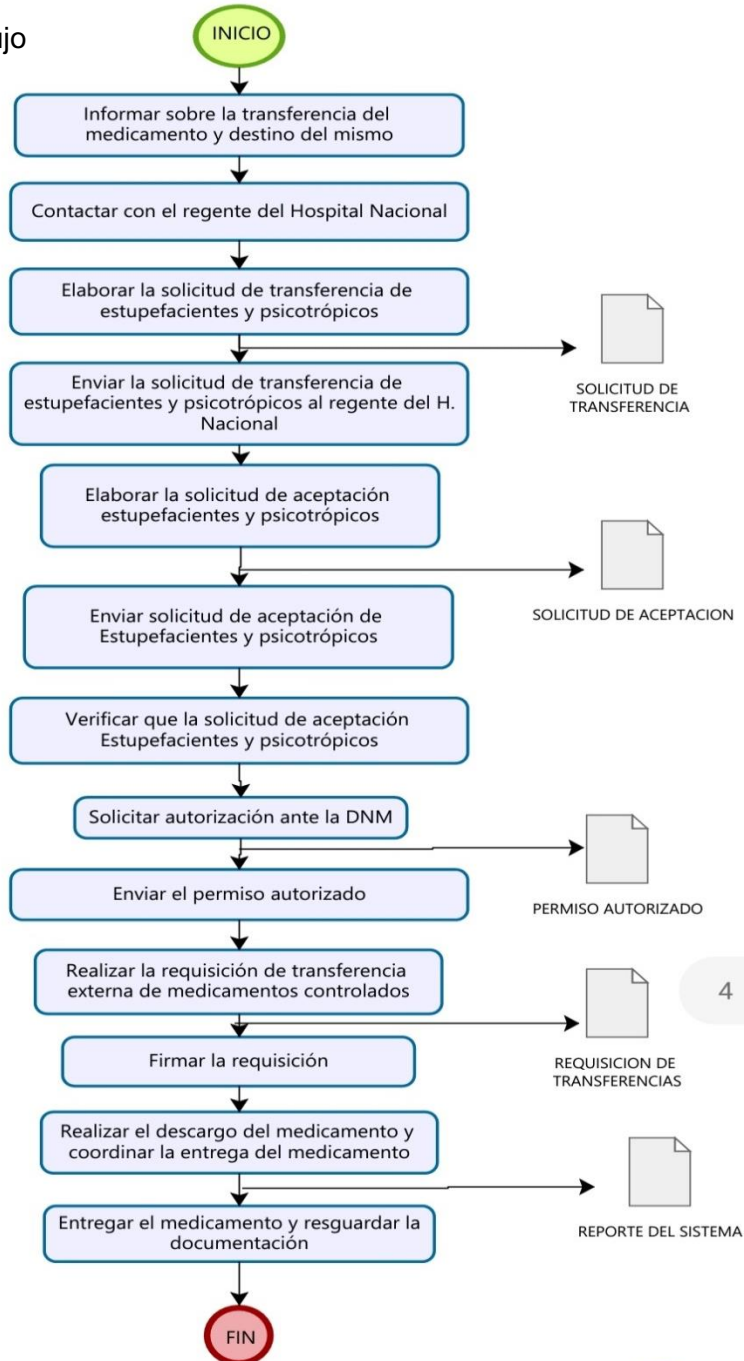 ujo
INICIO
Informar sobre la transferencia del
medicamento y destino del mismo
Contactar con el regente del Hospital Nacional
Elaborar la solicitud de transferencia de
estupefacientes y psicotrópicos
SOLICITUD DE
TRANSFERENCIA
Enviar la solicitud de transferencia de
estupefacientes y psicotrópicos al regente del H.
Nacional
Elaborar la solicitud de aceptación
estupefacientes y psicotrópicos
SOLICITUD DE ACEPTACION
Enviar solicitud de aceptación de
Estupefacientes y psicotrópicos
Verificar que la solicitud de aceptación
Estupefacientes y psicotrópicos
Solicitar autorización ante la DNM
PERMISO AUTORIZADO
Enviar el permiso autorizado
Realizar la requisición de transferencia
externa de medicamentos controlados
4
REQUISICION DE
TRANSFERENCIAS
Firmar la requisición
Realizar el descargo del medicamento y
coordinar la entrega del medicamento
REPORTE DEL SISTEMA
Entregar el medicamento y resguardar la
documentación
FIN